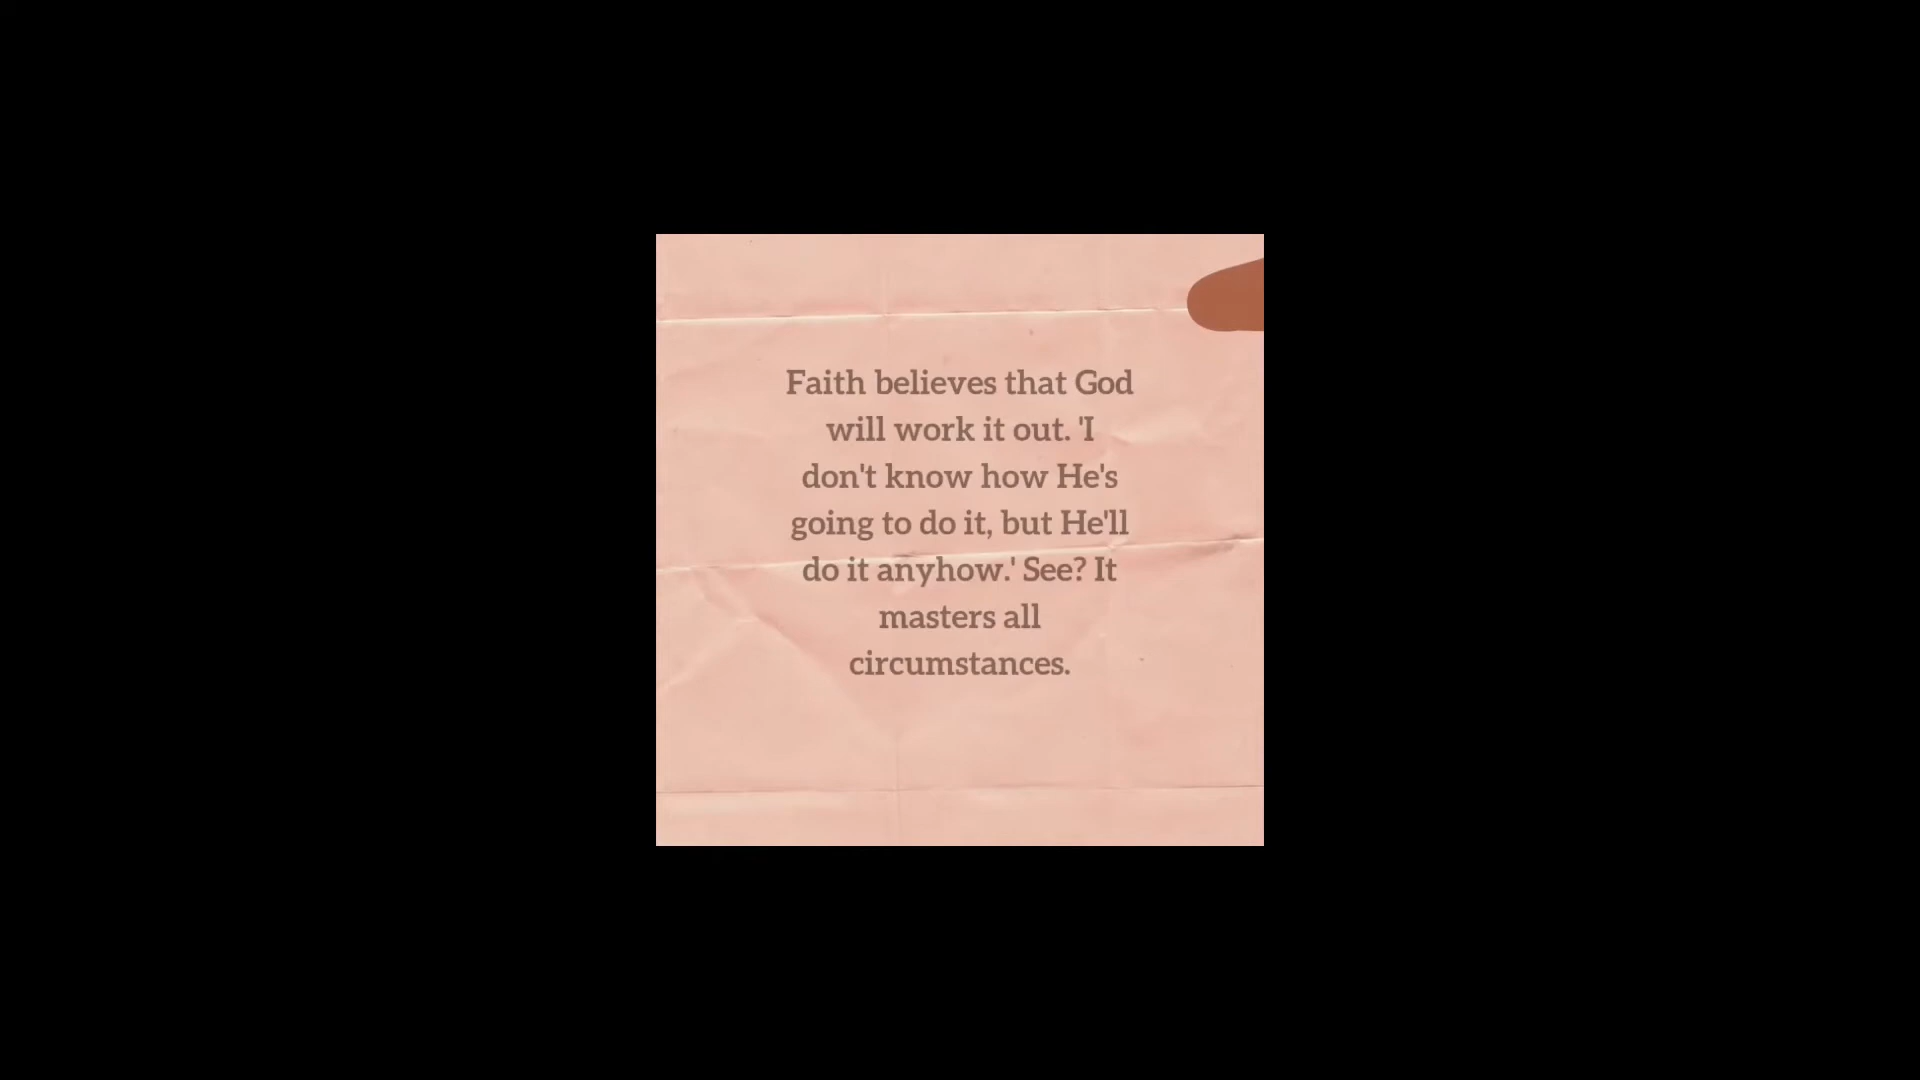 Faith believes that God
will work it out. 'I
don't know how He's
going to do it, but He'll
do it anyhow.' See? It
masters all
circumstances.